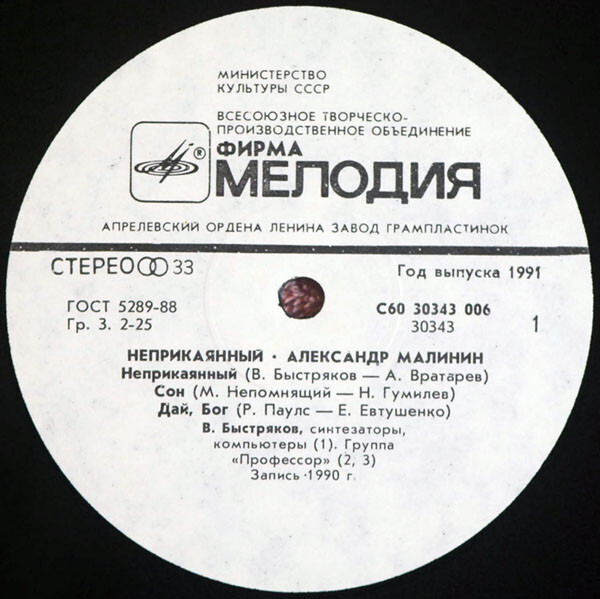 МИНИСТЕРСТВО
КУЛЬТУРЫ СССР
ВСЕСОЮЗНОЕ ТВОРЧЕСКО-
ПРОИЗВОДСТВЕННОЕ ОБЪЕДИНЕНИЕ
®
ФИРМА
МЕЛОДИЯ
АПРЕЛЕВСКИЙ ОРДЕНА ЛЕНИНА ЗАВОД ГРАМПЛАСТИНОК
СТЕРЕО 33
Год выпуска 1991
ГОСТ 5289-88
Гр. 3. 2-25
С60 30343 006
30343
1
НЕПРИКАЯННЫЙ · АЛЕКСАНДР МАЛИНИН
Неприкаянный (В. Быстряков — А. Вратарев)
Сон (М. Непомнящий — Н. Гумилев)
Дай, Бог (Р. Паулс — Е. Евтушенко)
В. Быстряков, синтезаторы,
компьютеры (1). Группа
«Профессор» (2, 3)
Запись ·1990 г.